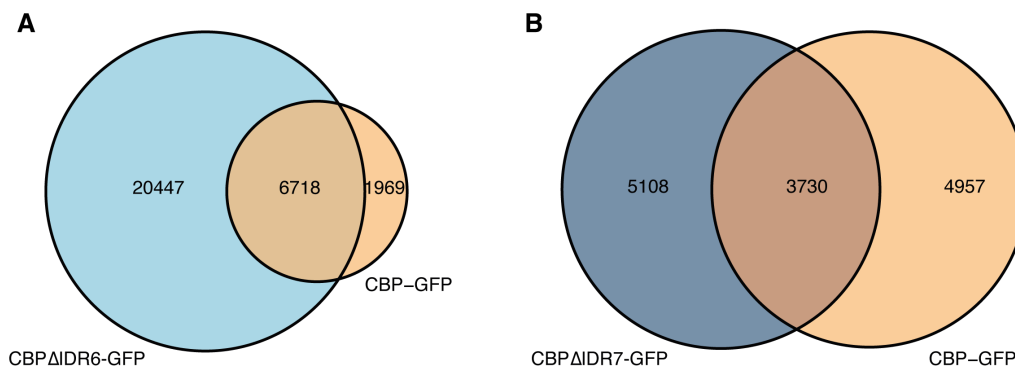 A
B
20447
6718
1969
5108
3730
4957
CBP−GFP
CBPΔIDR6-GFP
CBPΔIDR7-GFP
CBP−GFP